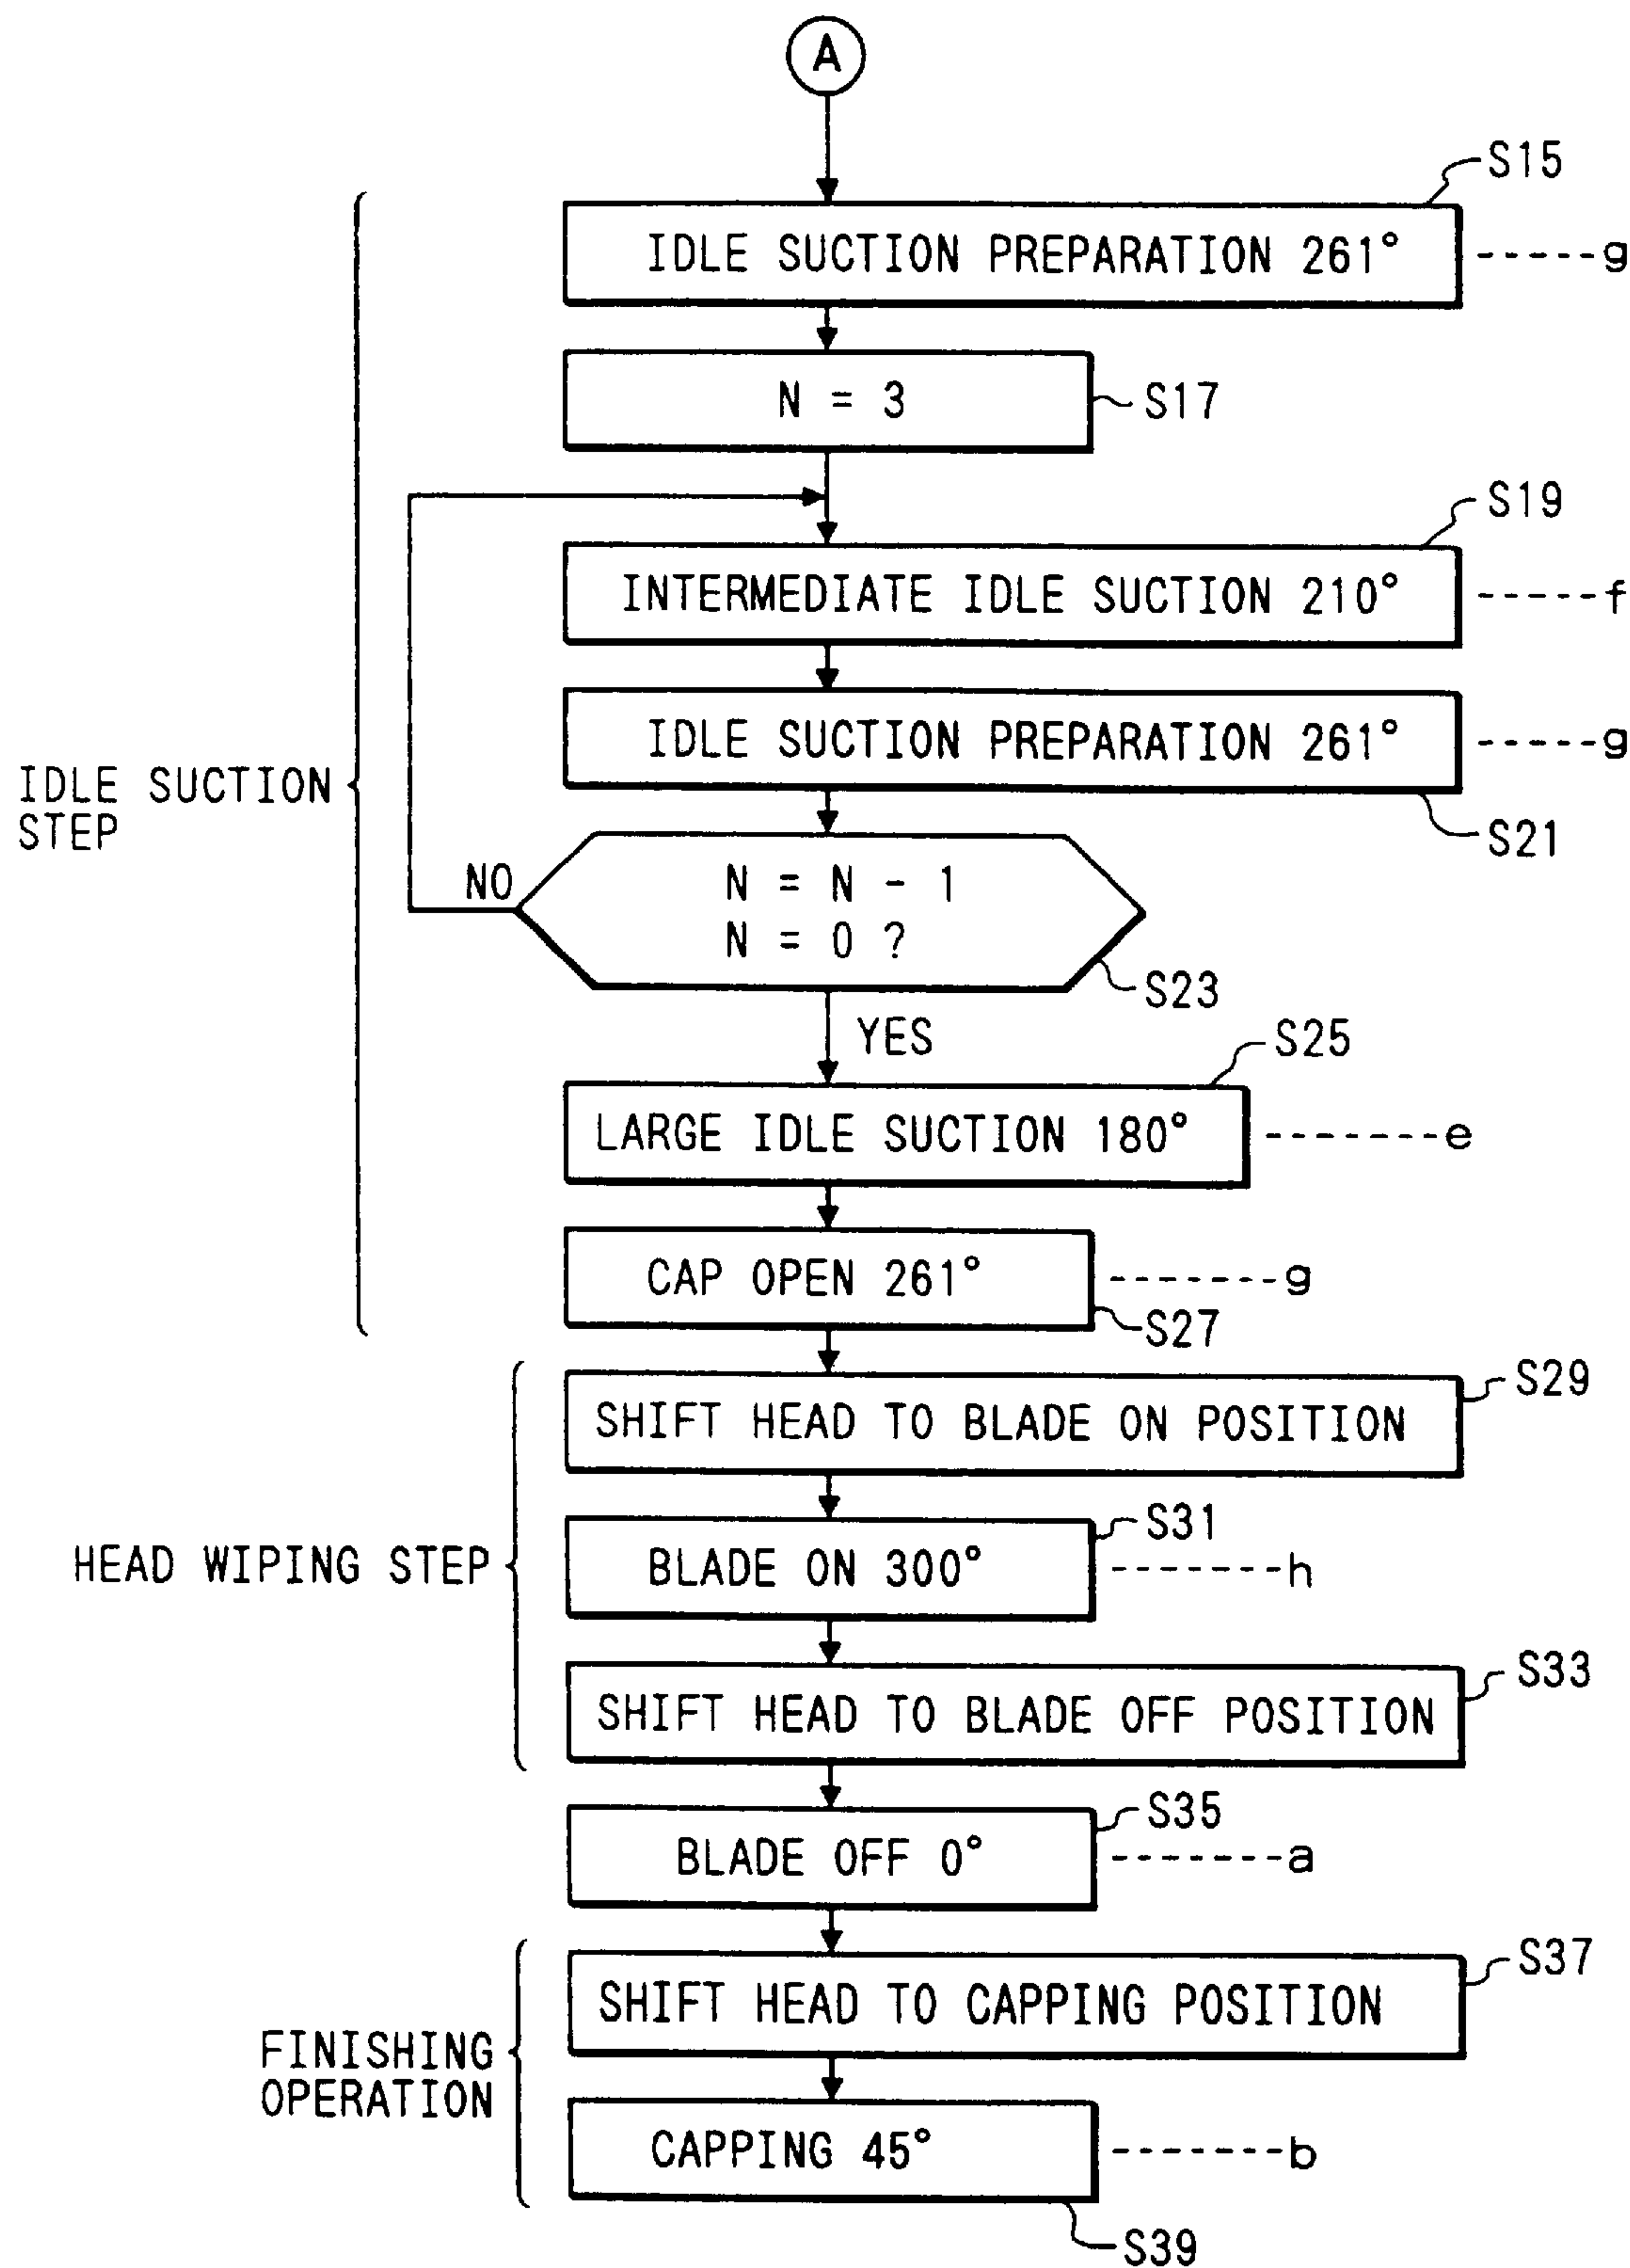 A
S15
IDLE SUCTION PREPARATION 261°
g
N = 3
S17
S19
INTERMEDIATE IDLE SUCTION 210°
f
IDLE SUCTION PREPARATION 261°
g
S21
IDLE SUCTION
STEP
NO
N = N - 1
N = 0 ?
S23
YES
S25
LARGE IDLE SUCTION 180°
e
CAP OPEN 261°
g
S27
S29
SHIFT HEAD TO BLADE ON POSITION
S31
HEAD WIPING STEP
BLADE ON 300°
h
S33
SHIFT HEAD TO BLADE OFF POSITION
S35
BLADE OFF 0°
a
S37
SHIFT HEAD TO CAPPING POSITION
FINISHING
OPERATION
CAPPING 45°
b
S39